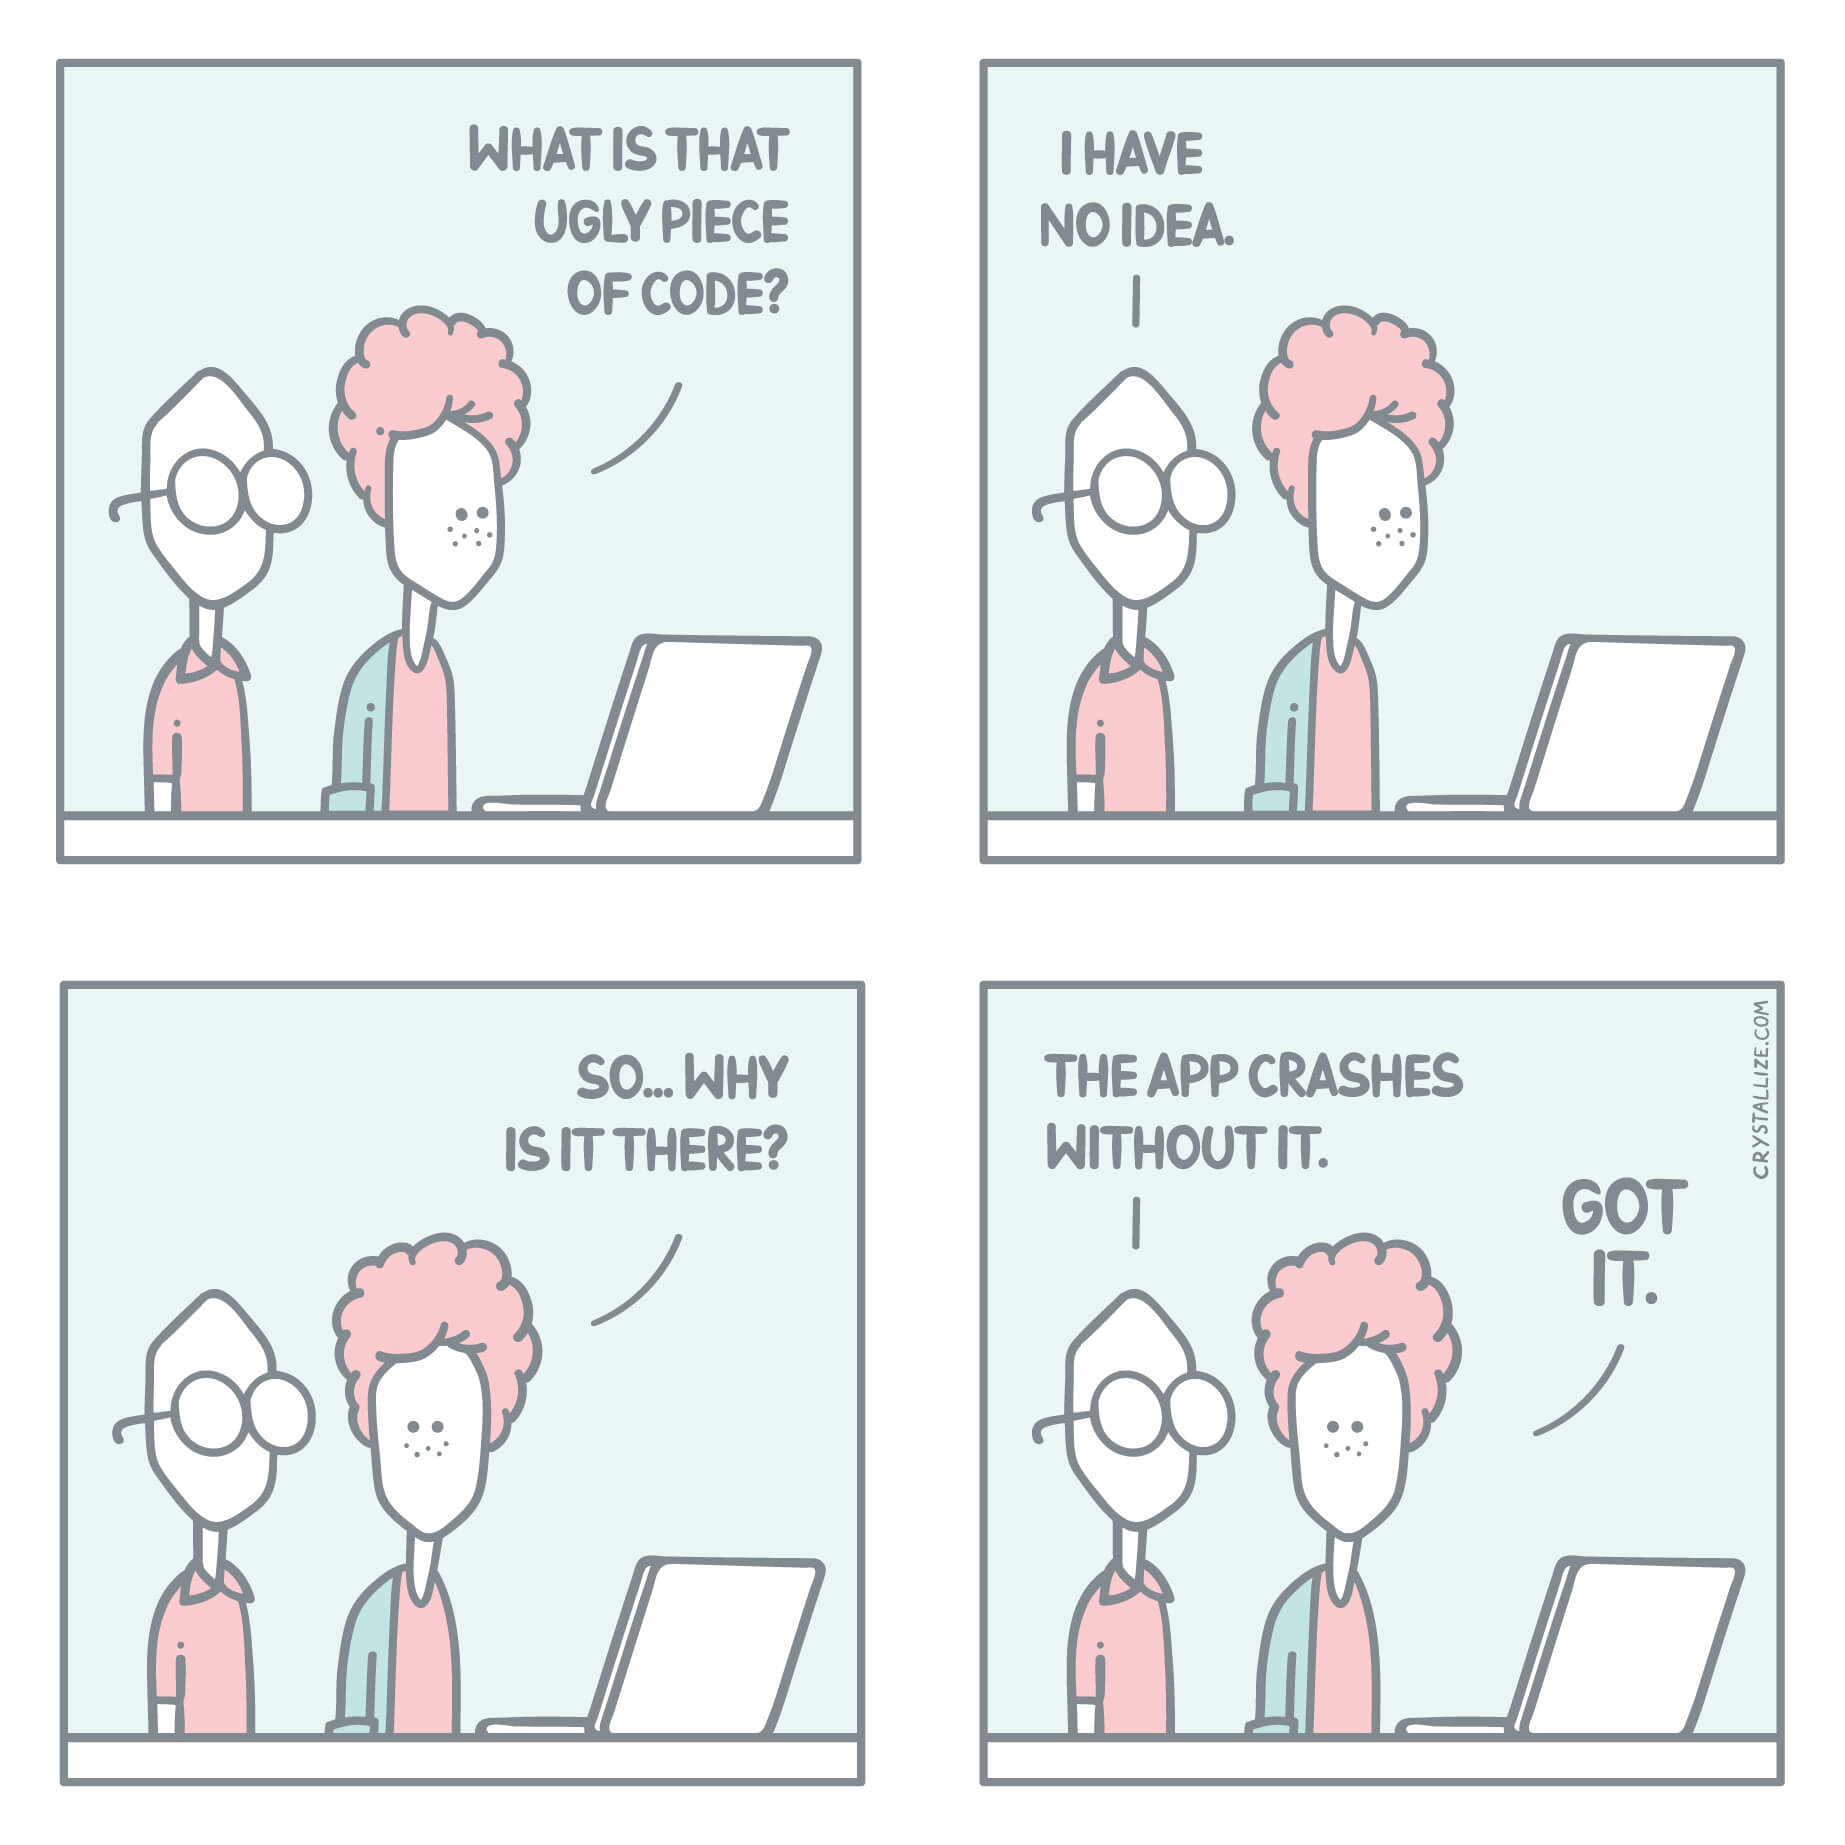 WHAT IS THAT
UGLY PIECE
OF CODE?
I HAVE
NO IDEA.
SO... WHY
IS IT THERE?
THE APP CRASHES
WITHOUT IT.
GOT
IT.
CRYSTALLIZE.COM